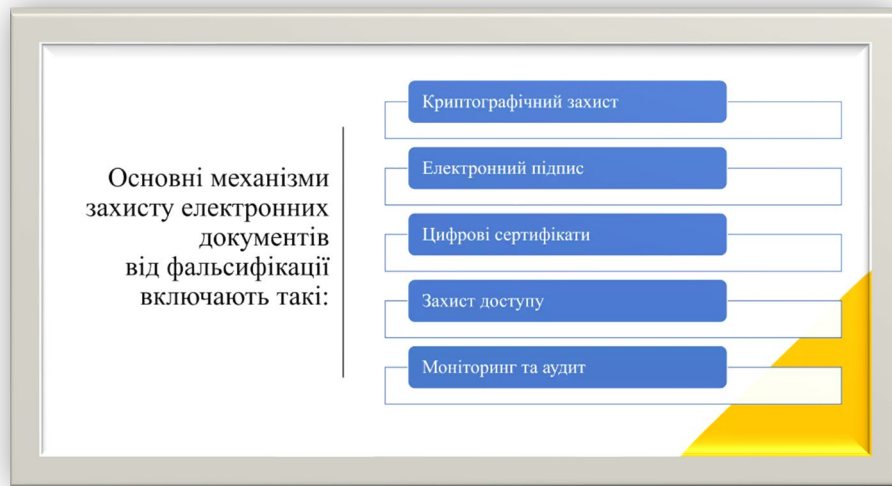 Основні механізми
захисту електронних
документів
від фальсифікації
включають такі:
Криптографічний захист
Електронний підпис
Цифрові сертифікати
Захист доступу
Моніторинг та аудит